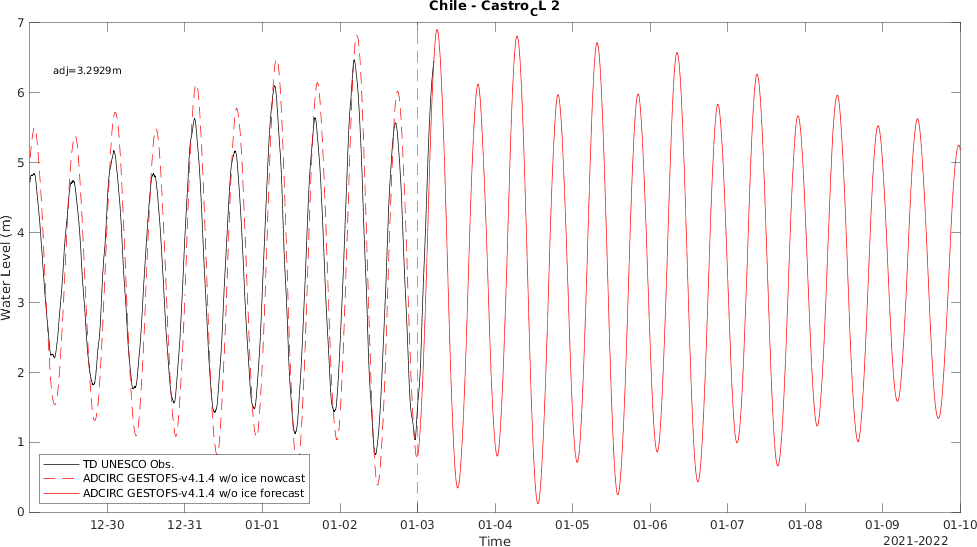 Chile - Castro_CL 2
adj=3.2929m
Water Level (m)
7
6
5
4
3
2
1
0
TD UNESCO Obs.
ADCIRC GESTOFS-v4.1.4 w/o ice nowcast
ADCIRC GESTOFS-v4.1.4 w/o ice forecast
12-30 12-31 01-01 01-02 01-03 01-04 01-05 01-06 01-07 01-08 01-09 01-10
Time
2021-2022